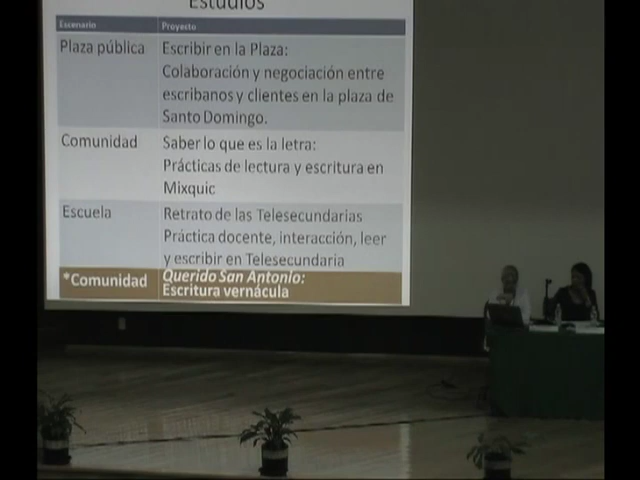 Estudios
Escenario Proyecto
Plaza pública Escribir en la Plaza:
Colaboración y negociación entre
escribanos y clientes en la plaza de
Santo Domingo.
Comunidad Saber lo que es la letra:
Prácticas de lectura y escritura en
Mixquic
Escuela Retrato de las Telesecundarias
Práctica docente, interacción, leer
y escribir en Telesecundaria
*Comunidad Querido San Antonio:
Escritura vernácula